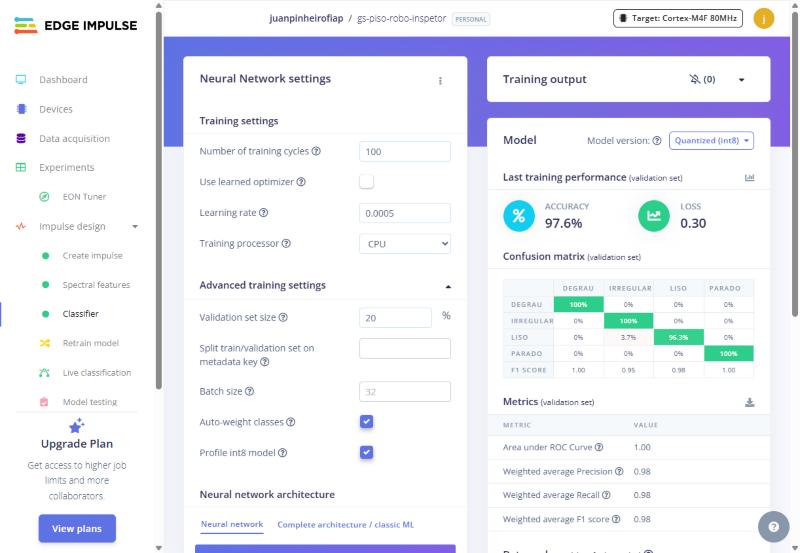 EDGE IMPULSE
juanpinheirofiap / gs-piso-robo-inspetor PERSONAL
Target: Cortex-M4F 80MHz
j
Dashboard
Devices
Data acquisition
Experiments
EON Tuner
Impulse design
Create impulse
Spectral features
Classifier
Retrain model
Live classification
Model testing
Upgrade Plan
Get access to higher job
limits and more
collaborators.
View plans
Neural Network settings
Training settings
Number of training cycles ? 100
Use learned optimizer ?
Learning rate ? 0.0005
Training processor ? CPU
Advanced training settings
Validation set size ? 20 %
Split train/validation set on
metadata key ?
Batch size ? 32
Auto-weight classes ?
Profile int8 model ?
Neural network architecture
Neural network Complete architecture / classic ML
Training output (0)
Model Model version: ? Quantized (int8)
Last training performance (validation set)
% ACCURACY
97.6%
LOSS
0.30
Confusion matrix (validation set)
DEGRAU IRREGULAR LISO PARADO
DEGRAU 100% 0% 0% 0%
IRREGULAR 0% 100% 0% 0%
LISO 0% 3.7% 96.3% 0%
PARADO 0% 0% 0% 100%
F1 SCORE 1.00 0.95 0.98 1.00
Metrics (validation set)
METRIC VALUE
Area under ROC Curve ? 1.00
Weighted average Precision ? 0.98
Weighted average Recall ? 0.98
Weighted average F1 score ? 0.98
?